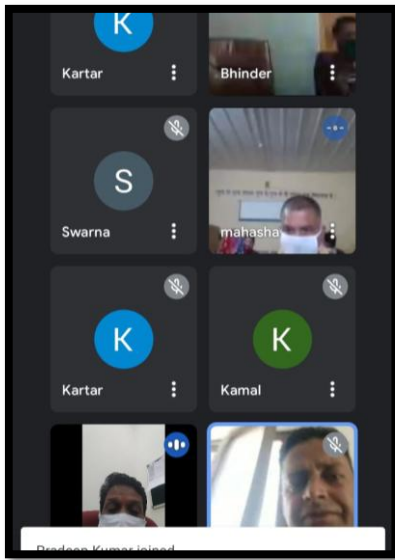 K
Kartar
Bhinder
S
Swarna
mahasha
K
Kartar
K
Kamal
Pradeep Kumar joined